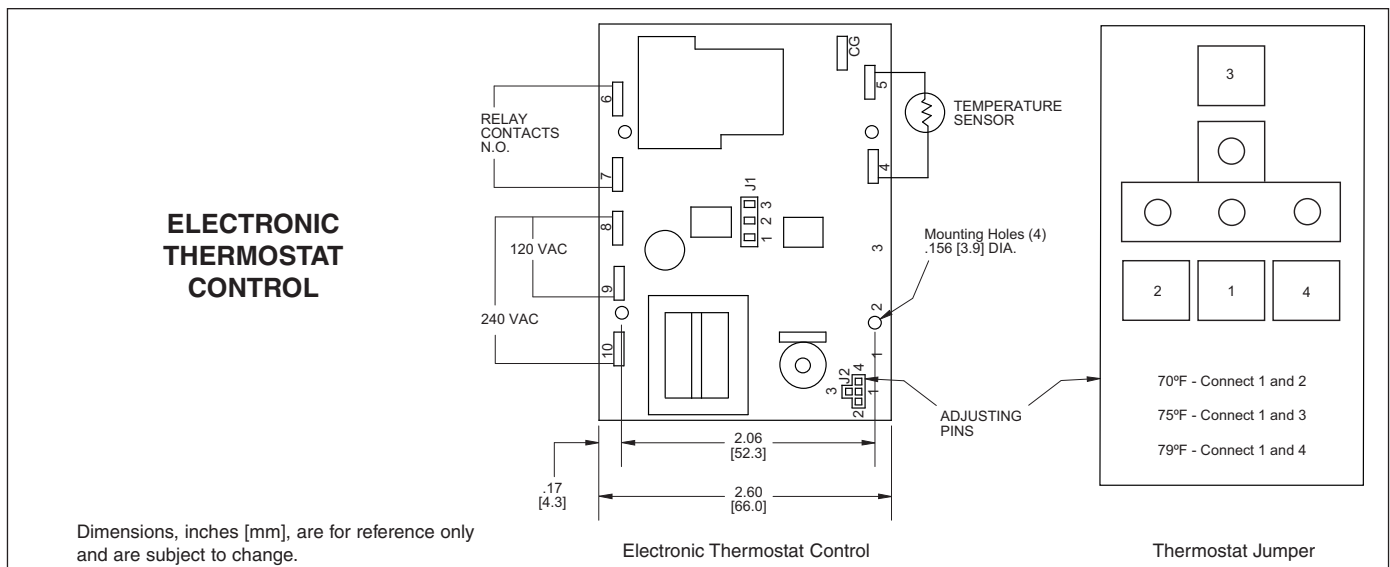 ELECTRONIC
THERMOSTAT
CONTROL
Dimensions, inches [mm], are for reference only
and are subject to change.
RELAY
CONTACTS
N.O.
120 VAC
240 VAC
6
7
8
9
10
CG
5
4
J1
3
2
1
3
2
1
J2
4
3
1
2
TEMPERATURE
SENSOR
Mounting Holes (4)
.156 [3.9] DIA.
ADJUSTING
PINS
.17
[4.3]
2.06
[52.3]
2.60
[66.0]
Electronic Thermostat Control
3
2
1
4
70ºF - Connect 1 and 2
75ºF - Connect 1 and 3
79ºF - Connect 1 and 4
Thermostat Jumper